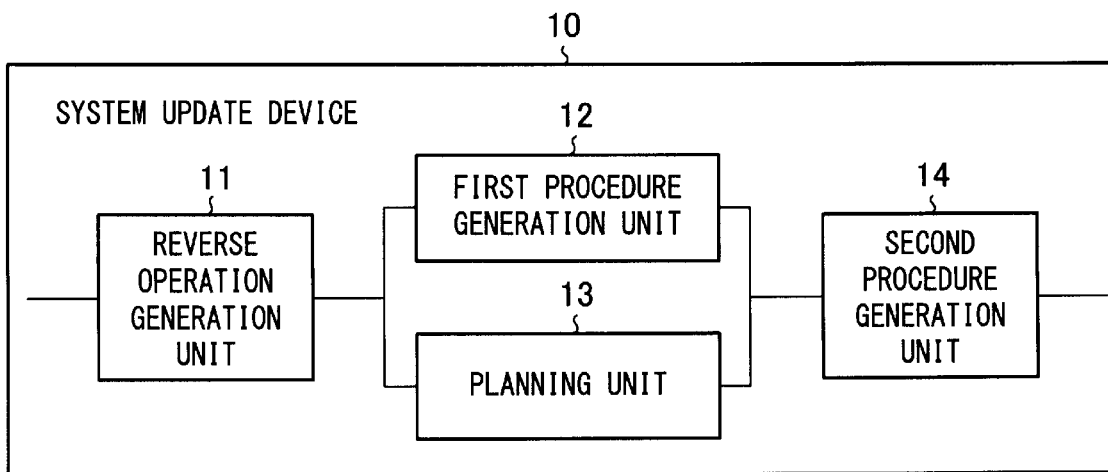 10
SYSTEM UPDATE DEVICE
11
REVERSE
OPERATION
GENERATION
UNIT
12
FIRST PROCEDURE
GENERATION UNIT
13
PLANNING UNIT
14
SECOND
PROCEDURE
GENERATION
UNIT